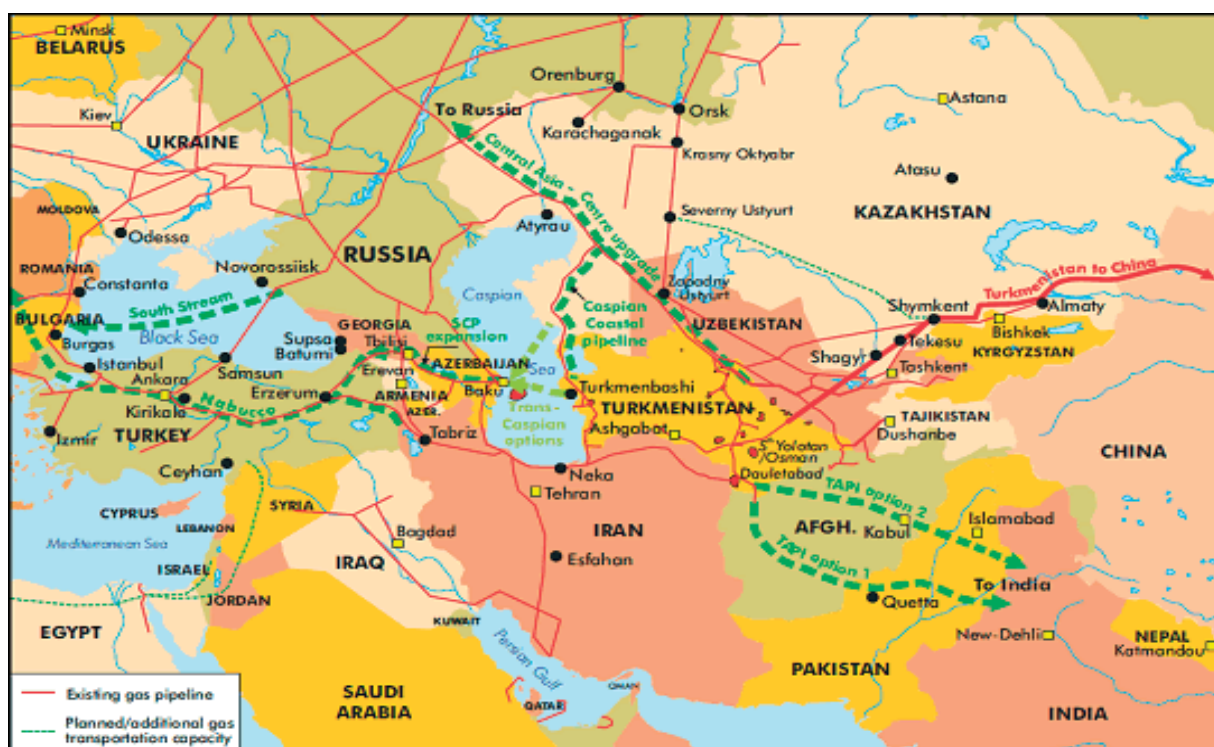 Minsk
BELARUS
Kiev
UKRAINE
Orenburg
To Russia
Orsk
Karachaganak
Krasny Oktyabr
Astana
Atasu
Central Asia - Centre upgrade
MOLDOVA
Odessa
Severny Ustyurt
KAZAKHSTAN
Atyrau
RUSSIA
ROMANIA
Constanta
Novorossiisk
Caspian
Sea
Zapadny
Ustyurt
Turkmenistan to China
South Stream
BULGARIA
Burgas
Black Sea
GEORGIA
Tbilisi
SCP
expansion
Caspian
Coastal
pipeline
UZBEKISTAN
Shymkent
Almaty
Bishkek
KYRGYZSTAN
Supsa
Batumi
Istanbul
Samsun
Ankara
Kirikale
Erzerum
Yerevan
ARMENIA
AZER.
AZERBAIJAN
Baku
Shagyr
Tekesu
Tashkent
Turkmenbashi
TURKMENISTAN
Ashgabat
TAJIKISTAN
Dushanbe
Nabucco
Izmir
TURKEY
Tabriz
Trans-
Caspian
options
Yolotan
/Osman
Dauletabad
CHINA
Ceyhan
Neka
Tehran
SYRIA
CYPRUS
LEBANON
Mediterranean Sea
Bagdad
IRAN
AFGH.
TAPI option 2
Kabul
Islamabad
IRAQ
Esfahan
TAPI option 1
To India
ISRAEL
JORDAN
Quetta
New-Dehli
NEPAL
Katmandou
EGYPT
KUWAIT
Persian Gulf
PAKISTAN
SAUDI
ARABIA
QATAR
OMAN
INDIA
Existing gas pipeline
Planned/additional gas
transportation capacity